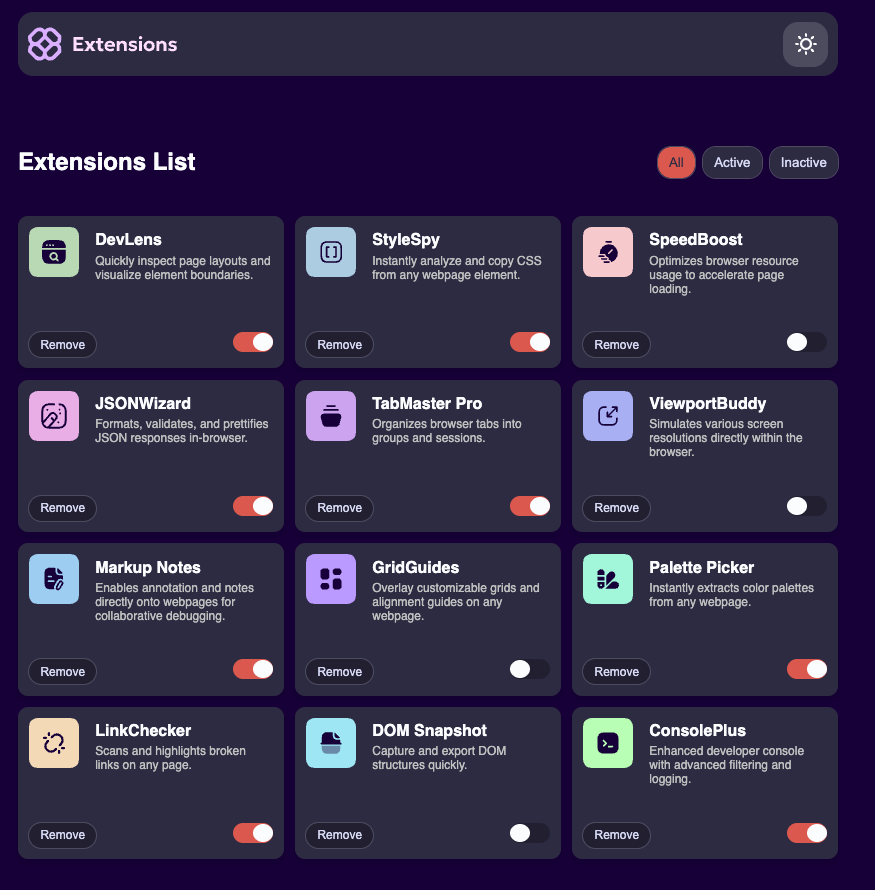 Extensions
Extensions List
All
Active
Inactive
DevLens
Quickly inspect page layouts and
visualize element boundaries.
Remove
StyleSpy
Instantly analyze and copy CSS
from any webpage element.
Remove
SpeedBoost
Optimizes browser resource
usage to accelerate page
loading.
Remove
JSONWizard
Formats, validates, and prettifies
JSON responses in-browser.
Remove
TabMaster Pro
Organizes browser tabs into
groups and sessions.
Remove
ViewportBuddy
Simulates various screen
resolutions directly within the
browser.
Remove
Markup Notes
Enables annotation and notes
directly onto webpages for
collaborative debugging.
Remove
GridGuides
Overlay customizable grids and
alignment guides on any
webpage.
Remove
Palette Picker
Instantly extracts color palettes
from any webpage.
Remove
LinkChecker
Scans and highlights broken
links on any page.
Remove
DOM Snapshot
Capture and export DOM
structures quickly.
Remove
ConsolePlus
Enhanced developer console
with advanced filtering and
logging.
Remove